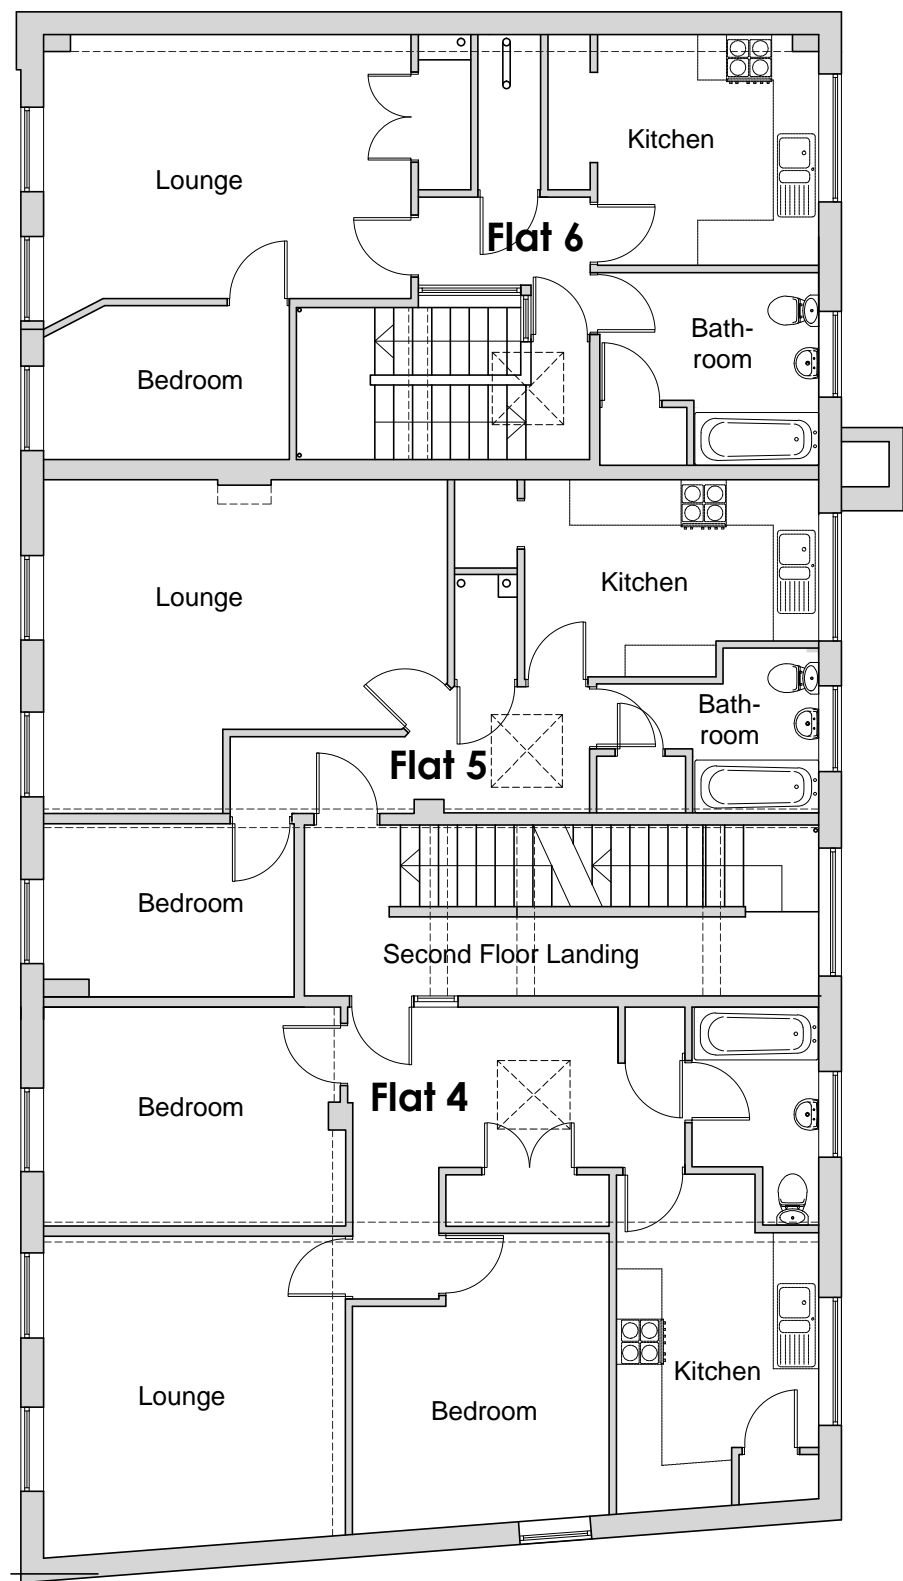 Kitchen
Lounge
Flat 6
Bath-
room
Bedroom
Kitchen
Lounge
Bath-
room
Flat 5
Bedroom
Second Floor Landing
Flat 4
Bedroom
Kitchen
Lounge
Bedroom